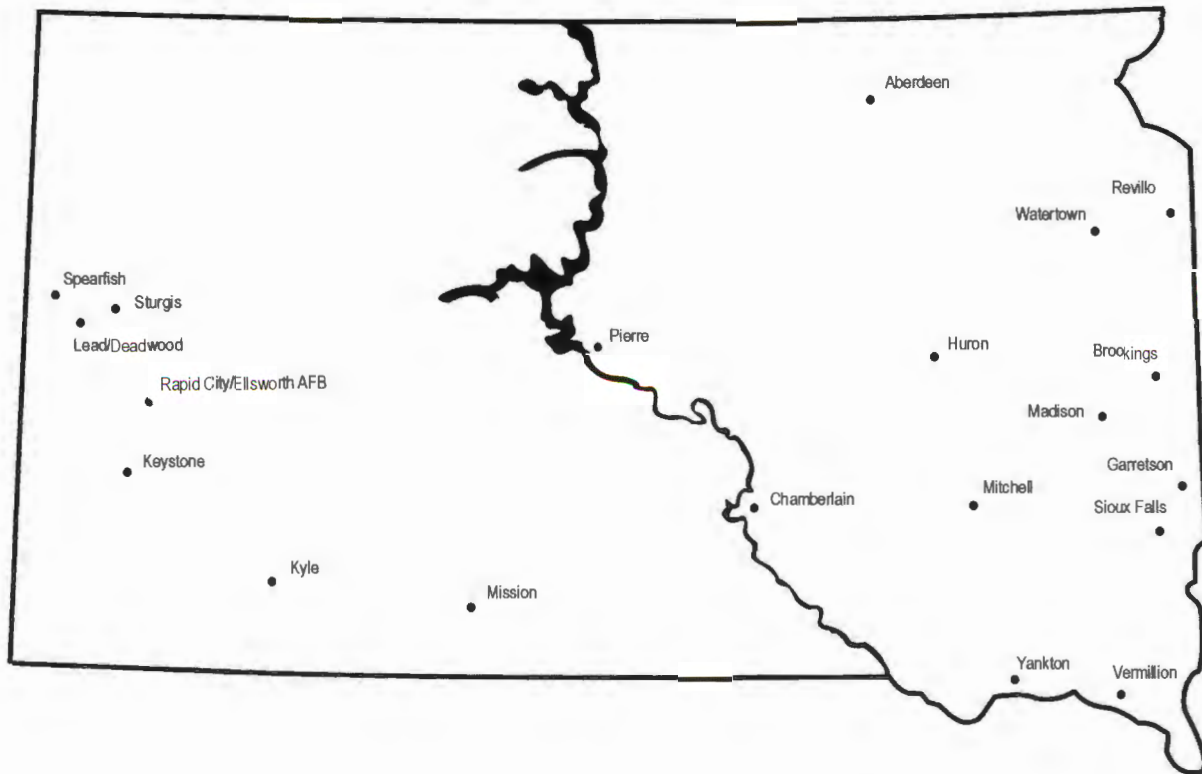 Aberdeen
Revillo
Watertown
Spearfish
Sturgis
Lead/Deadwood
Pierre
Huron
Brookings
Rapid City/Ellsworth AFB
Madison
Keystone
Garretson
Chamberlain
Mitchell
Sioux Falls
Kyle
Mission
Yankton
Vermillion